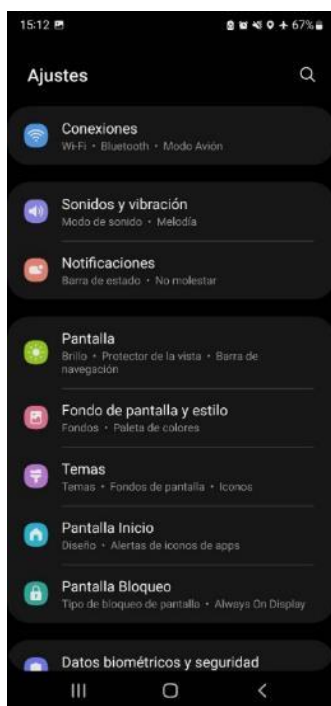 15:12 67%
Ajustes
Conexiones
Wi-Fi • Bluetooth • Modo Avión
Sonidos y vibración
Modo de sonido • Melodía
Notificaciones
Barra de estado • No molestar
Pantalla
Brillo • Protector de la vista • Barra de
navegación
Fondo de pantalla y estilo
Fondos • Paleta de colores
Temas
Temas • Fondos de pantalla • Iconos
Pantalla Inicio
Diseño • Alertas de iconos de apps
Pantalla Bloqueo
Tipo de bloqueo de pantalla • Always On Display
Datos biométricos y seguridad